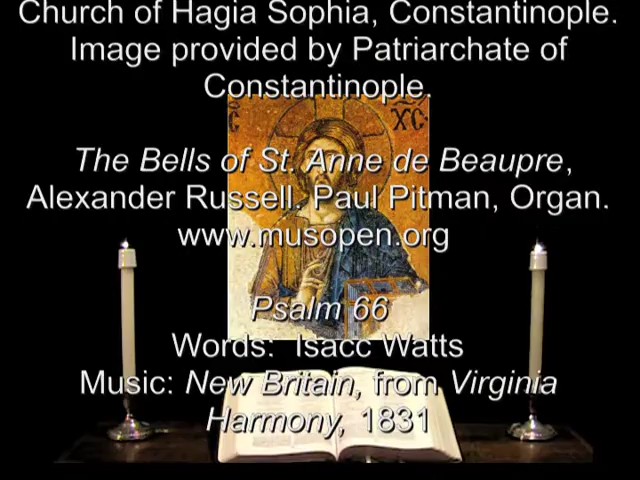 Church of Hagia Sophia, Constantinople.
Image provided by Patriarchate of
Constantinople.
The Bells of St. Anne de Beaupre,
Alexander Russell. Paul Pitman, Organ.
www.musopen.org
Psalm 66
Words: Isacc Watts
Music: New Britain, from Virginia
Harmony, 1831
XC